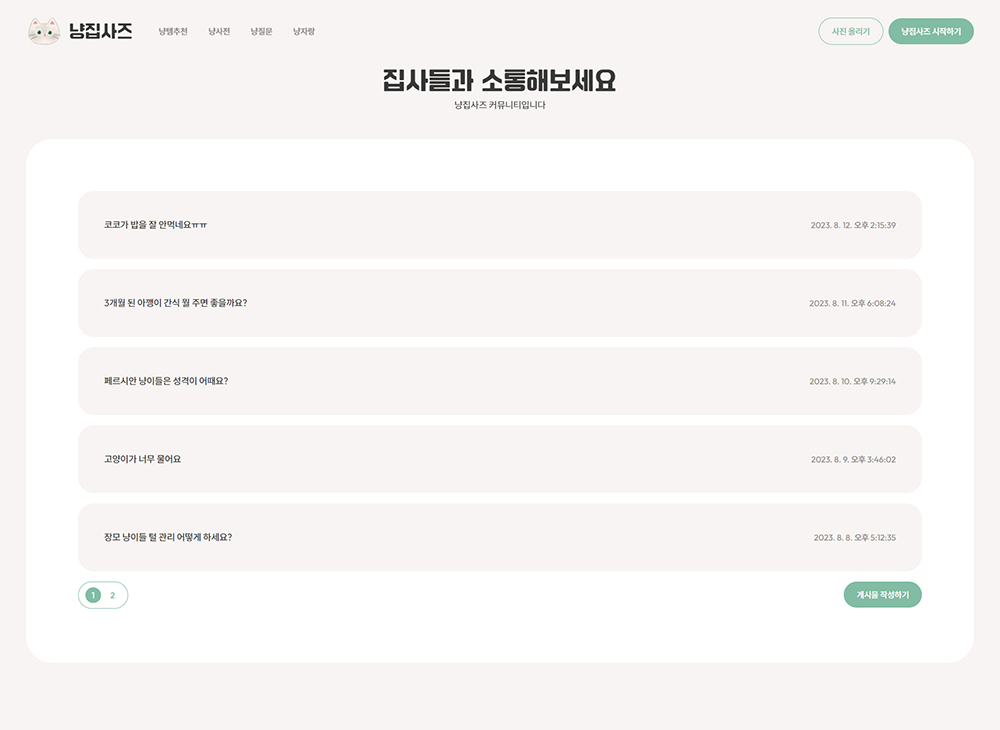 냥집사즈
냥템추천 냥사전 냥질문 냥자랑
사진 올리기
냥집사즈 시작하기
집사들과 소통해보세요
냥집사즈 커뮤니티입니다
코코가 밥을 잘 안먹네요ㅠㅠ 2023. 8. 12. 오후 2:15:39
3개월 된 아깽이 간식 뭘 주면 좋을까요? 2023. 8. 11. 오후 6:08:24
페르시안 냥이들은 성격이 어때요? 2023. 8. 10. 오후 9:29:14
고양이가 너무 물어요 2023. 8. 9. 오후 3:46:02
장모 냥이들 털 관리 어떻게 하세요? 2023. 8. 8. 오후 5:12:35
1 2
게시물 작성하기